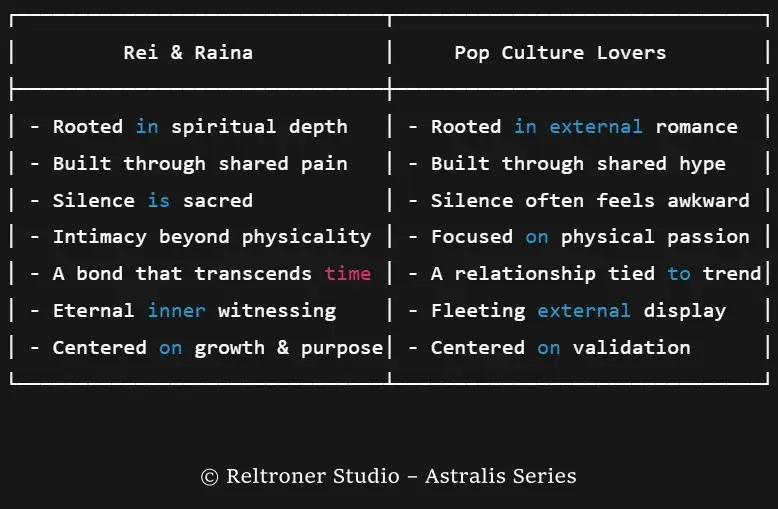 Rei & Raina Pop Culture Lovers
- Rooted in spiritual depth - Rooted in external romance
- Built through shared pain - Built through shared hype
- Silence is sacred - Silence often feels awkward
- Intimacy beyond physicality - Focused on physical passion
- A bond that transcends time - A relationship tied to trend
- Eternal inner witnessing - Fleeting external display
- Centered on growth & purpose - Centered on validation
© Reltroner Studio – Astralis Series